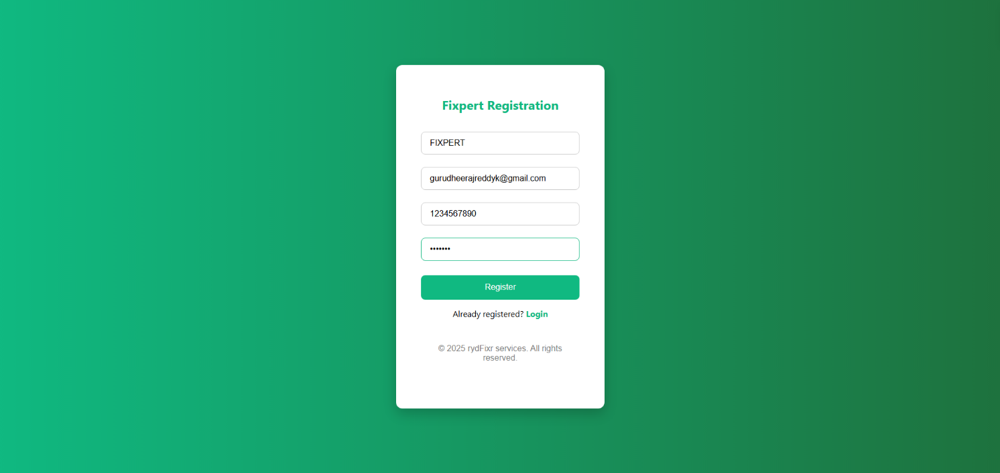 Fixpert Registration
FIXPERT
gurudheerajreddyk@gmail.com
1234567890
•••••••
Register
Already registered? Login
© 2025 rydFixr services. All rights
reserved.